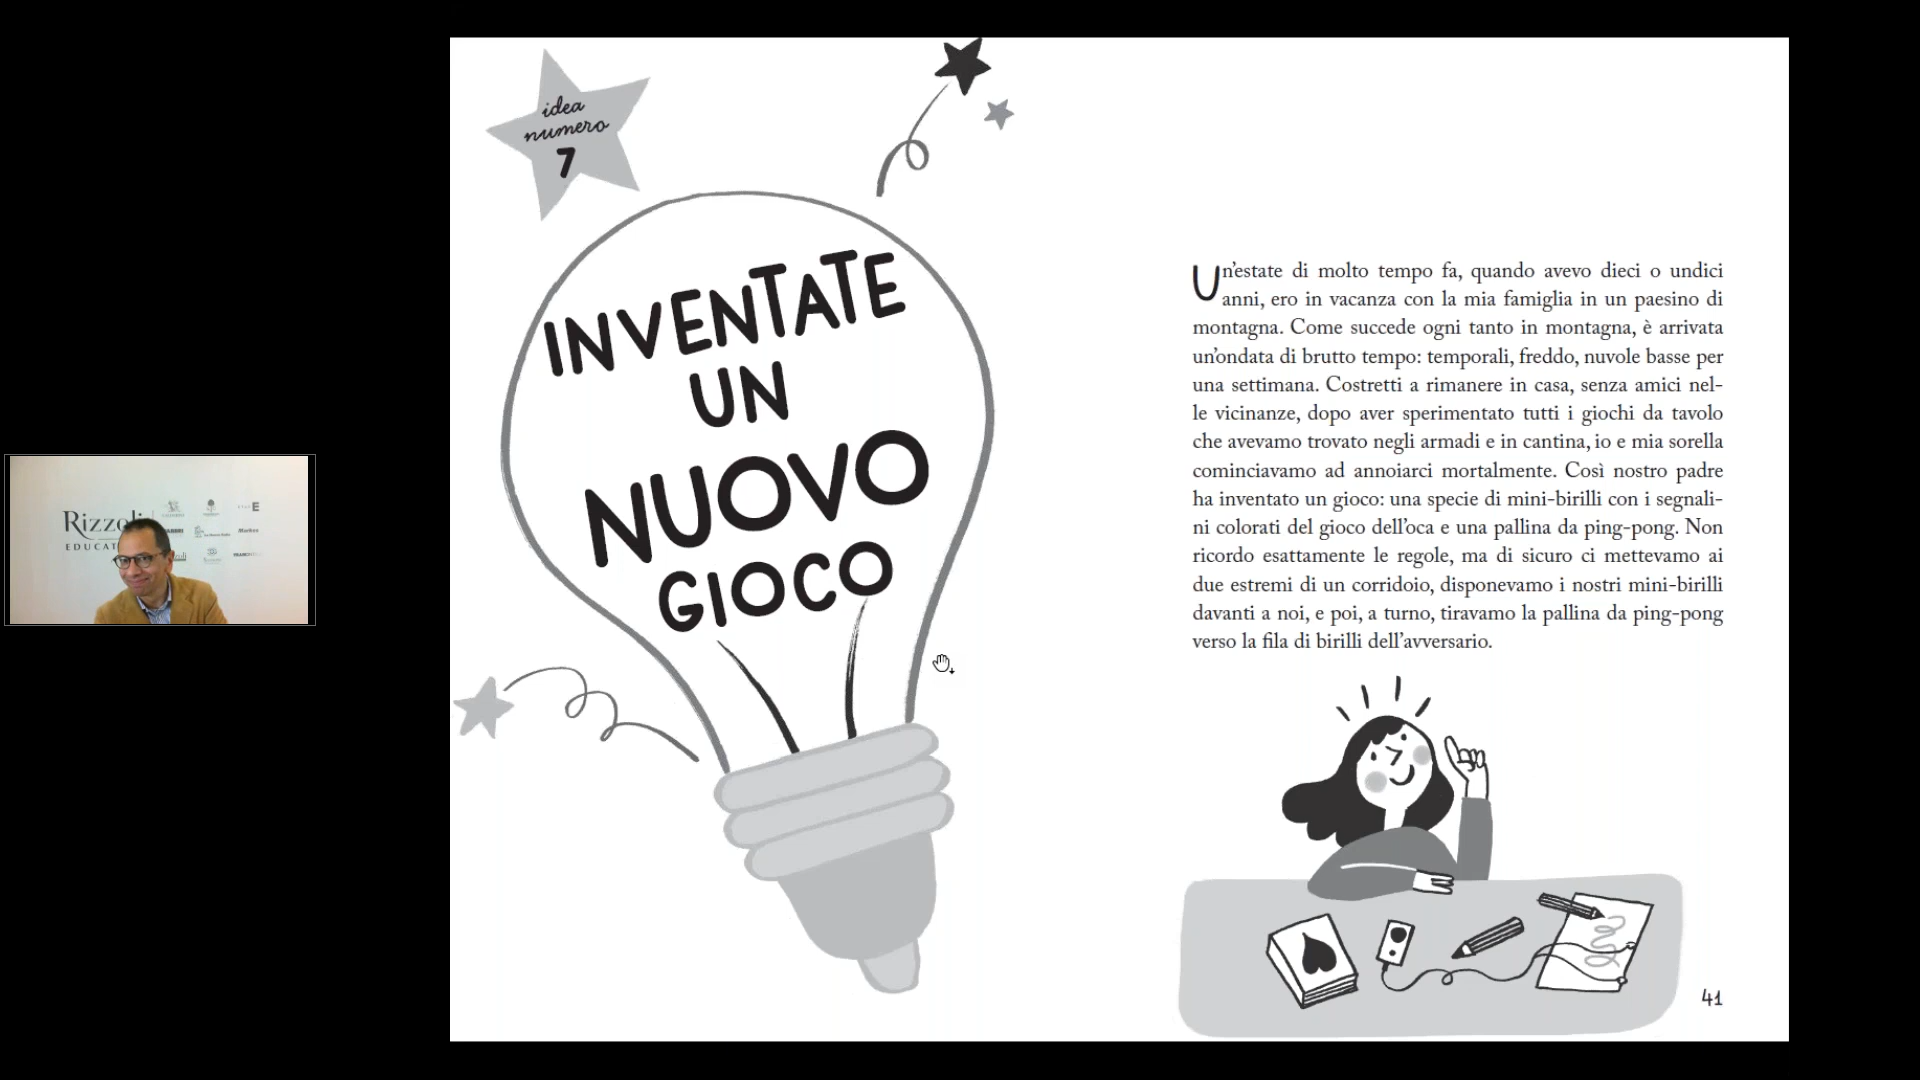 idea
numero
7
INVENTATE
UN
NUOVO
GIOCO
Un'estate di molto tempo fa, quando avevo dieci o undici
anni, ero in vacanza con la mia famiglia in un paesino di
montagna. Come succede ogni tanto in montagna, è arrivata
un'ondata di brutto tempo: temporali, freddo, nuvole basse per
una settimana. Costretti a rimanere in casa, senza amici nel-
le vicinanze, dopo aver sperimentato tutti i giochi da tavolo
che avevamo trovato negli armadi e in cantina, io e mia sorella
cominciavamo ad annoiarci mortalmente. Così nostro padre
ha inventato un gioco: una specie di mini-birilli con i segnali-
ni colorati del gioco dell'oca e una pallina da ping-pong. Non
ricordo esattamente le regole, ma di sicuro ci mettevamo ai
due estremi di un corridoio, disponevamo i nostri mini-birilli
davanti a noi, e poi, a turno, tiravamo la pallina da ping-pong
verso la fila di birilli dell'avversario.
41
Rizzoli
EDUCAT